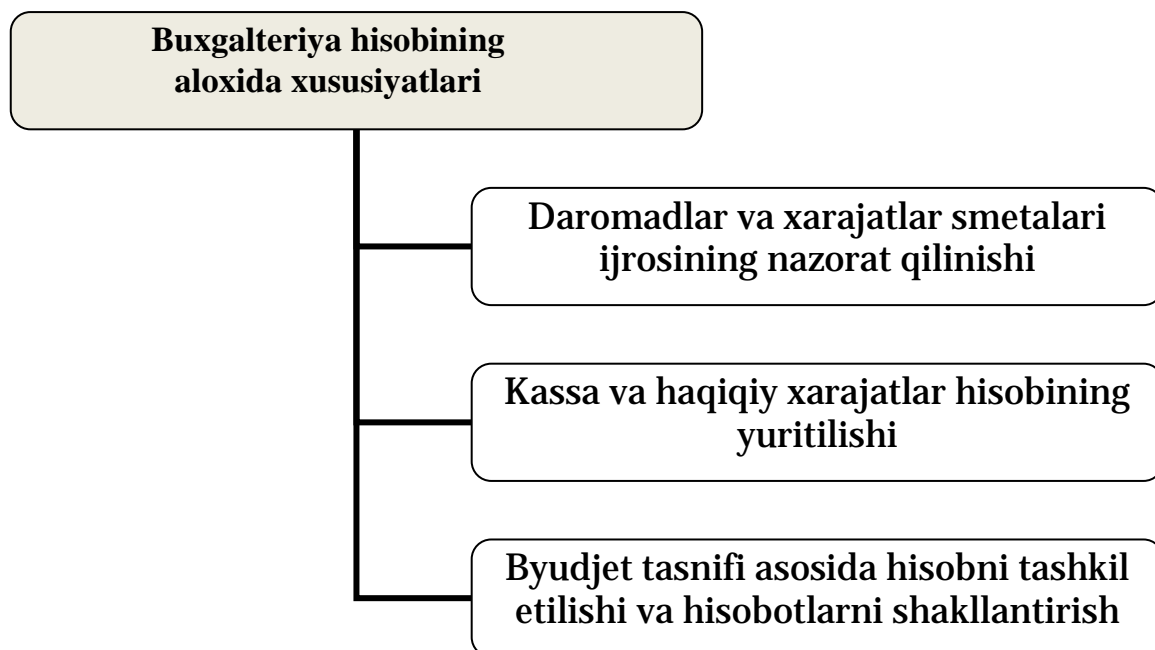 Buxgalteriya hisobining
aloxida xususiyatlari
Daromadlar va xarajatlar smetalari
ijrosining nazorat qilinishi
Kassa va haqiqiy xarajatlar hisobining
yuritilishi
Byudjet tasnifi asosida hisobni tashkil
etilishi va hisobotlarni shakllantirish